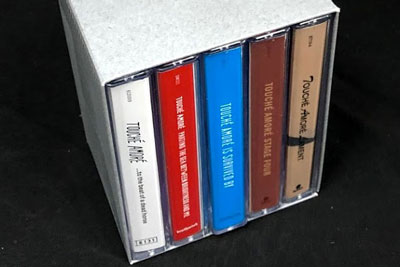 TOUCHÉ AMORÉ
...to the beat of a dead horse
TOUCHÉ AMORÉ PARTING THE SEA BETWEEN BRIGHTNESS AND ME
TOUCHÉ AMORÉ IS SURVIVED BY
TOUCHÉ AMORÉ STAGE FOUR
TOUCHÉ AMORÉ LAMENT